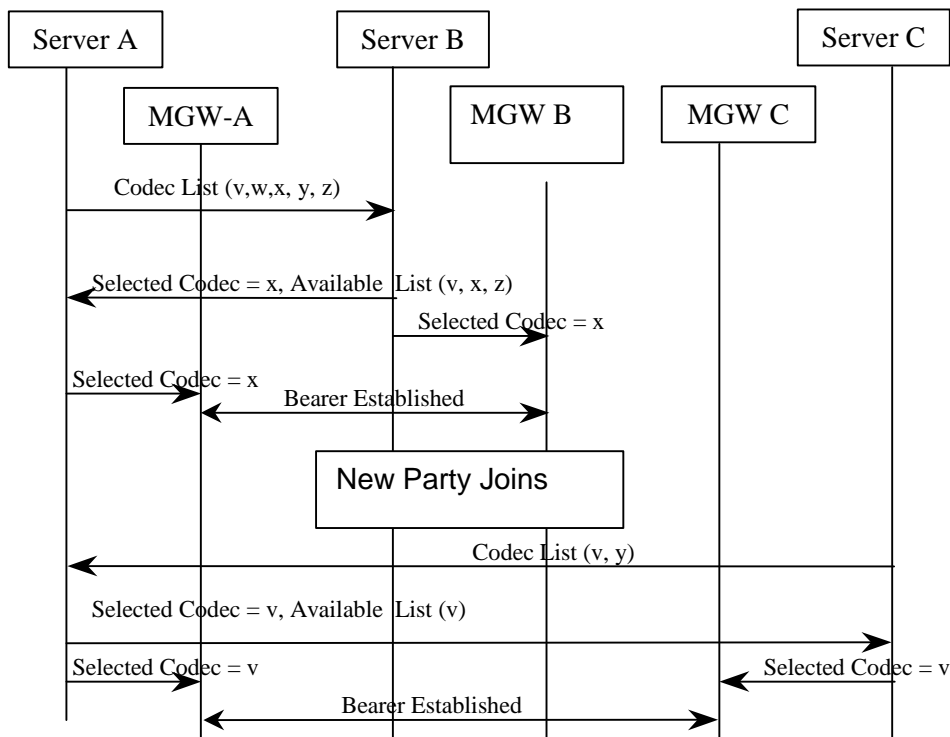 Server A
Server B
Server C
MGW-A
MGW B
MGW C
Codec List (v,w,x, y, z)
Selected Codec = x, Available List (v, x, z)
Selected Codec = x
Selected Codec = x
Bearer Established
New Party Joins
Codec List (v, y)
Selected Codec = v, Available List (v)
Selected Codec = v
Selected Codec = v
Bearer Established